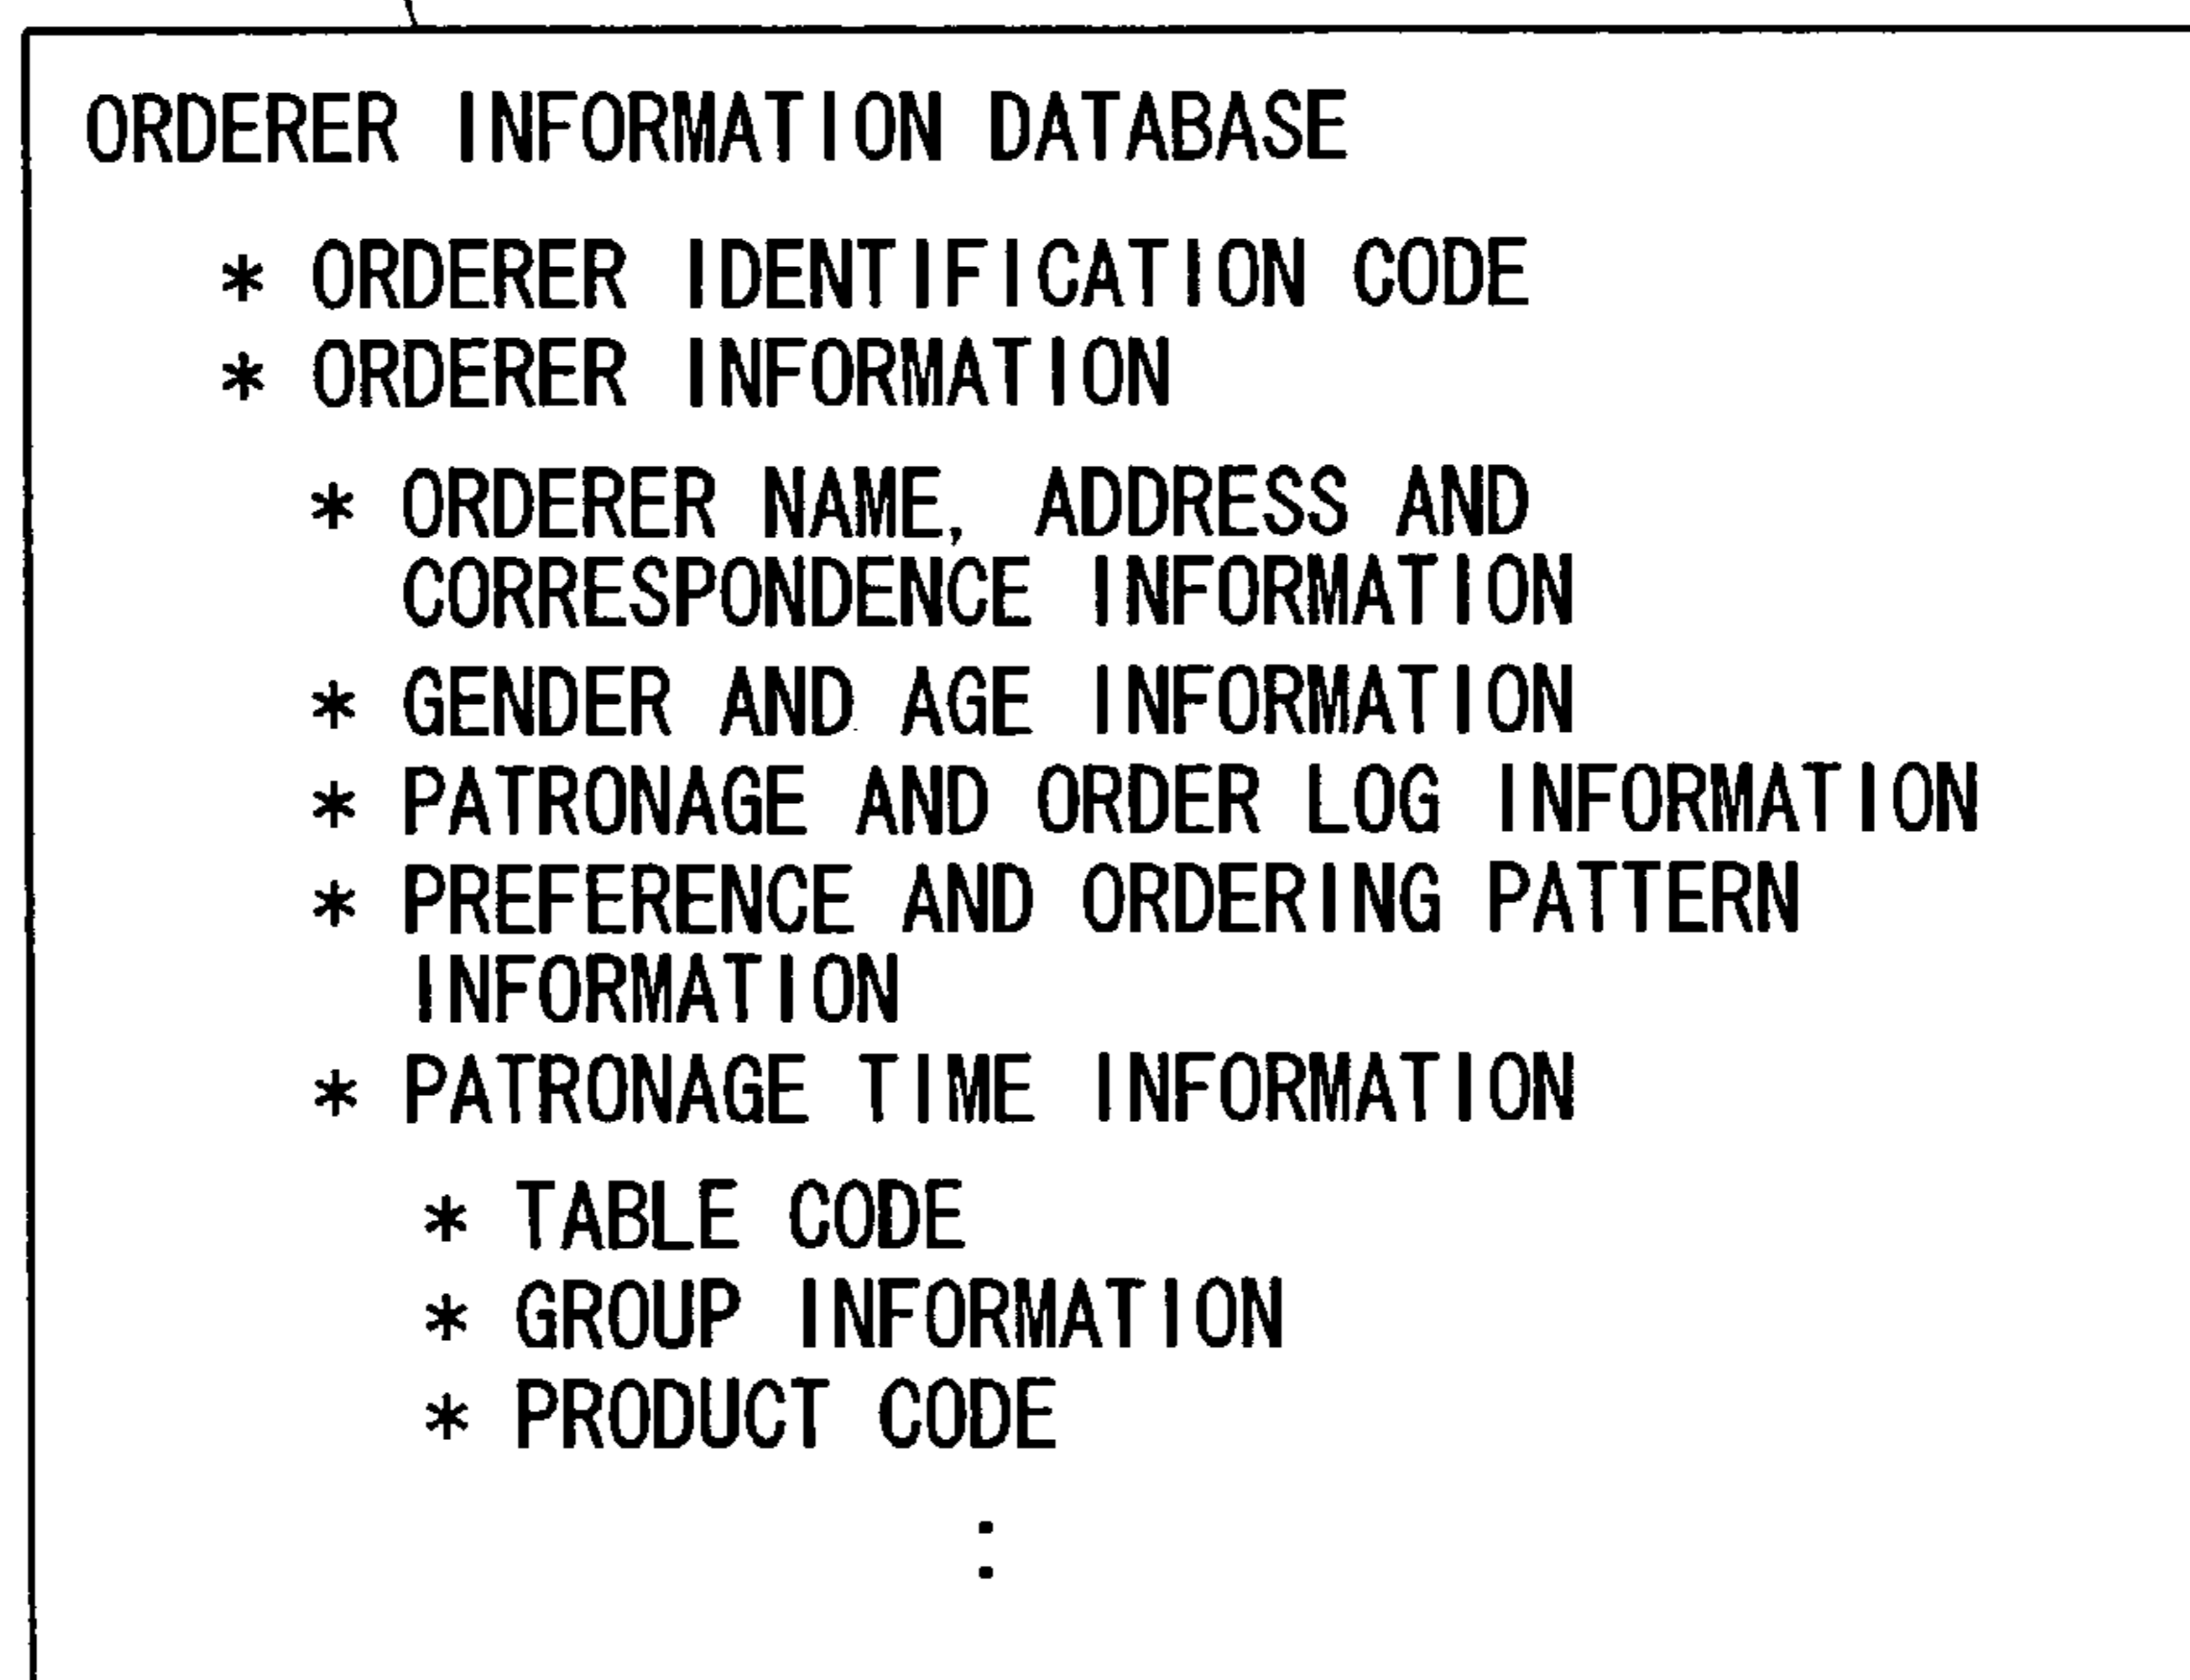 ORDERER INFORMATION DATABASE
* ORDERER IDENTIFICATION CODE
* ORDERER INFORMATION
* ORDERER NAME, ADDRESS AND
CORRESPONDENCE INFORMATION
* GENDER AND AGE INFORMATION
* PATRONAGE AND ORDER LOG INFORMATION
* PREFERENCE AND ORDERING PATTERN
INFORMATION
* PATRONAGE TIME INFORMATION
* TABLE CODE
* GROUP INFORMATION
* PRODUCT CODE
: